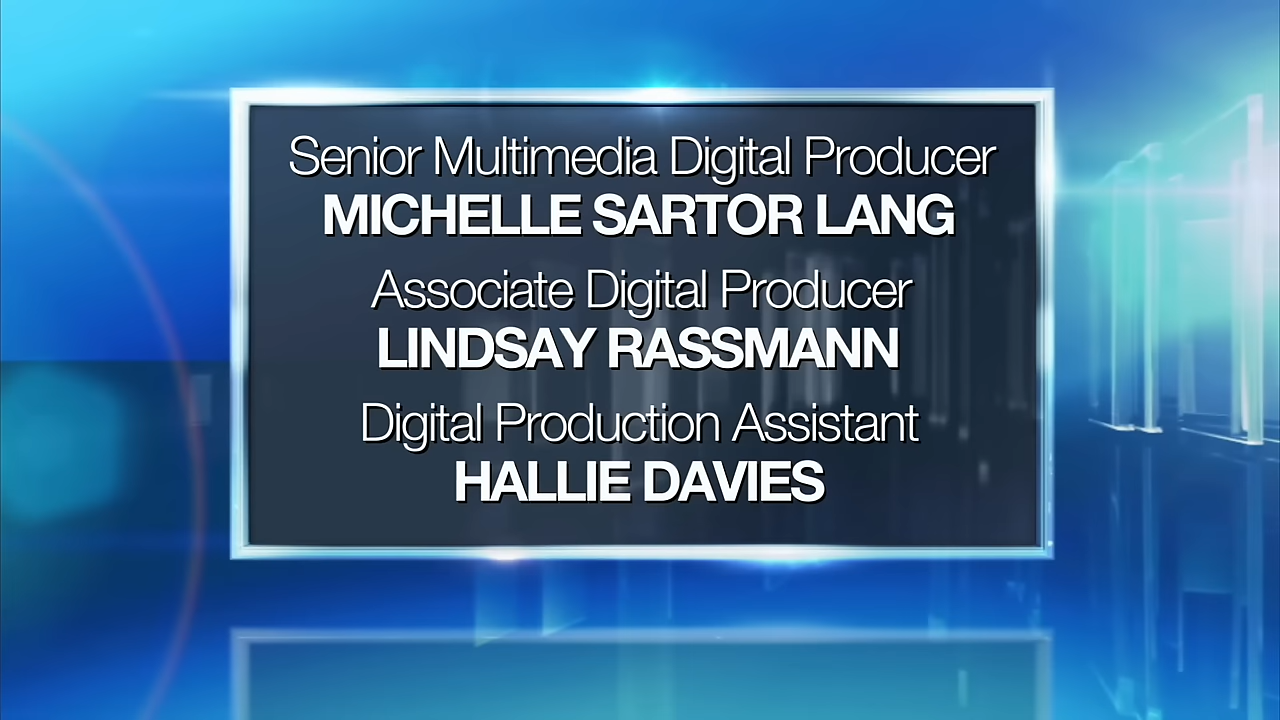 Senior Multimedia Digital Producer
MICHELLE SARTOR LANG
Associate Digital Producer
LINDSAY RASSMANN
Digital Production Assistant
HALLIE DAVIES